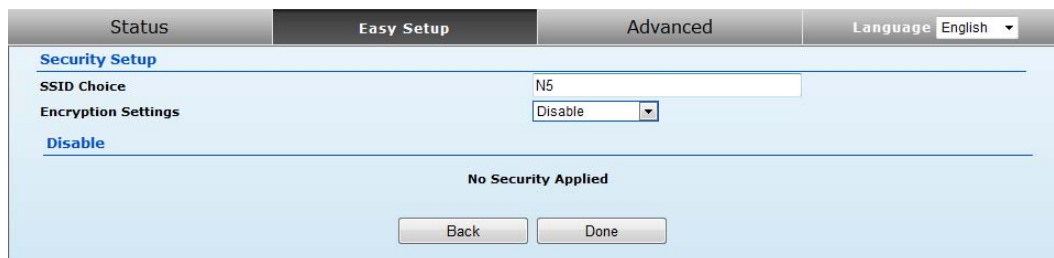 Status Easy Setup Advanced Language English
Security Setup
SSID Choice N5
Encryption Settings Disable
Disable
No Security Applied
Back Done